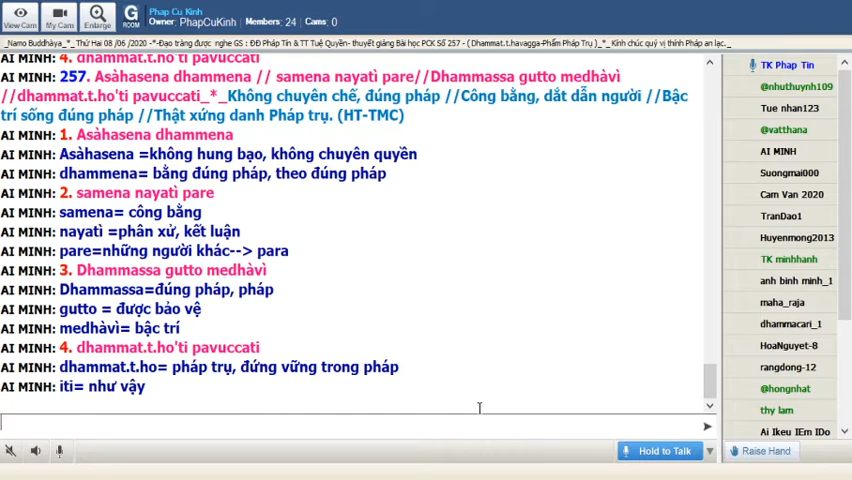 View Cam
My Cam
Enlarge
G
ROOM
Phap Cu Kinh
Owner: PhapCuKinh Members: 24 Cams: 0
_Namo Buddhàya_*_ Thứ Hai 08 /06 /2020 -*-Đạo tràng được nghe GS : ĐĐ Pháp Tín & TT Tuệ Quyền- thuyết giảng Bài học PCK Số 257 - ( Dhammat.t.havagga-Phẩm Pháp Trụ )_*_ Kính chúc quý vị thính Pháp an lạc._
AI MINH: 4. dhammat.t.ho'ti pavuccati
AI MINH: 257. Asàhasena dhammena // samena nayatì pare//Dhammassa gutto medhàvì
//dhammat.t.ho'ti pavuccati_*_Không chuyên chế, đúng pháp //Công bằng, dắt dẫn người //Bậc
trí sống đúng pháp //Thật xứng danh Pháp trụ. (HT-TMC)
AI MINH: 1. Asàhasena dhammena
AI MINH: Asàhasena =không hung bạo, không chuyên quyền
AI MINH: dhammena= bằng đúng pháp, theo đúng pháp
AI MINH: 2. samena nayatì pare
AI MINH: samena= công bằng
AI MINH: nayatì =phân xử, kết luận
AI MINH: pare=những người khác--> para
AI MINH: 3. Dhammassa gutto medhàvì
AI MINH: Dhammassa=đúng pháp, pháp
AI MINH: gutto = được bảo vệ
AI MINH: medhàvì= bậc trí
AI MINH: 4. dhammat.t.ho'ti pavuccati
AI MINH: dhammat.t.ho= pháp trụ, đứng vững trong pháp
AI MINH: iti= như vậy
Hold to Talk
TK Phap Tin
@nhuthuynh109
Tue nhan123
@vatthana
AI MINH
Suongmai000
Cam Van 2020
TranDao1
Huyenmong2013
TK minhhanh
anh binh minh_1
maha_raja
dhammacari_1
HoaNguyet-8
rangdong-12
@hongnhat
thy lam
Ai Ikeu IEm IDo
Raise Hand